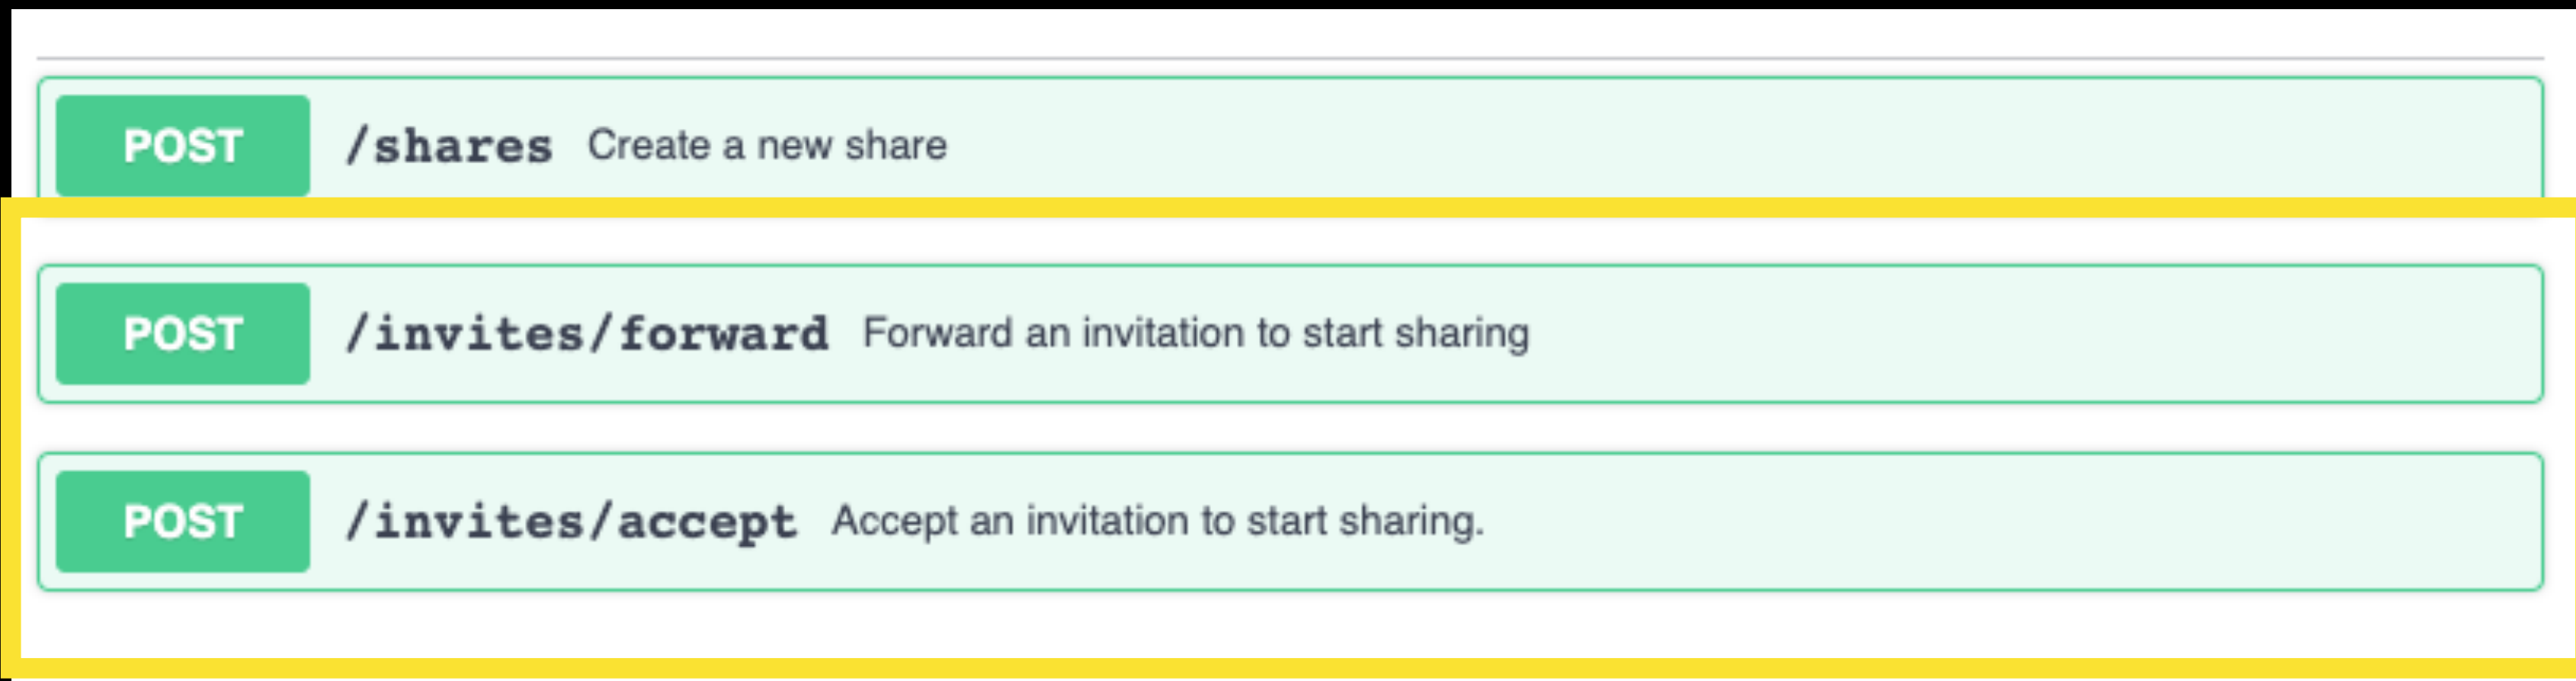 POST /shares Create a new share
POST /invites/forward Forward an invitation to start sharing
POST /invites/accept Accept an invitation to start sharing.